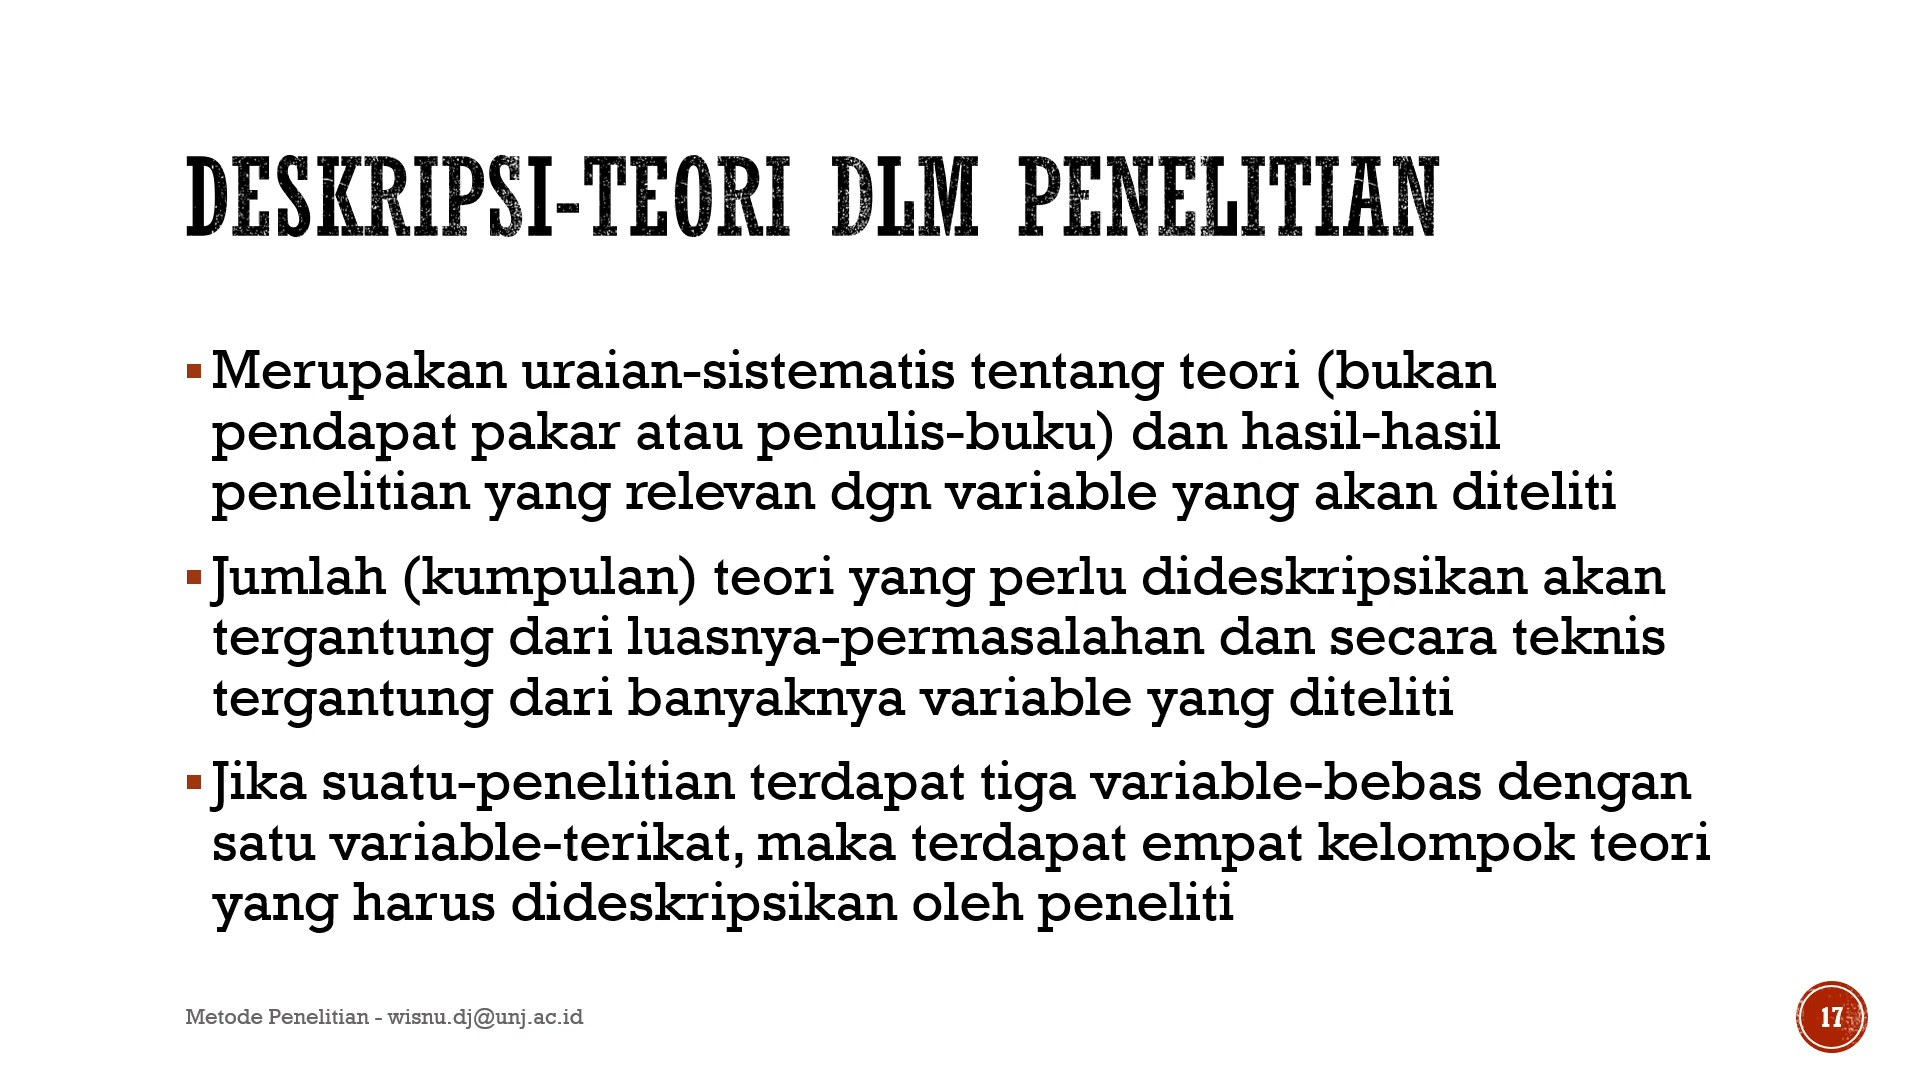 DESKRIPSI-TEORI DLM PENELITIAN
▪ Merupakan uraian-sistematis tentang teori (bukan
pendapat pakar atau penulis-buku) dan hasil-hasil
penelitian yang relevan dgn variable yang akan diteliti
▪ Jumlah (kumpulan) teori yang perlu dideskripsikan akan
tergantung dari luasnya-permasalahan dan secara teknis
tergantung dari banyaknya variable yang diteliti
▪ Jika suatu-penelitian terdapat tiga variable-bebas dengan
satu variable-terikat, maka terdapat empat kelompok teori
yang harus dideskripsikan oleh peneliti
Metode Penelitian - wisnu.dj@unj.ac.id
17